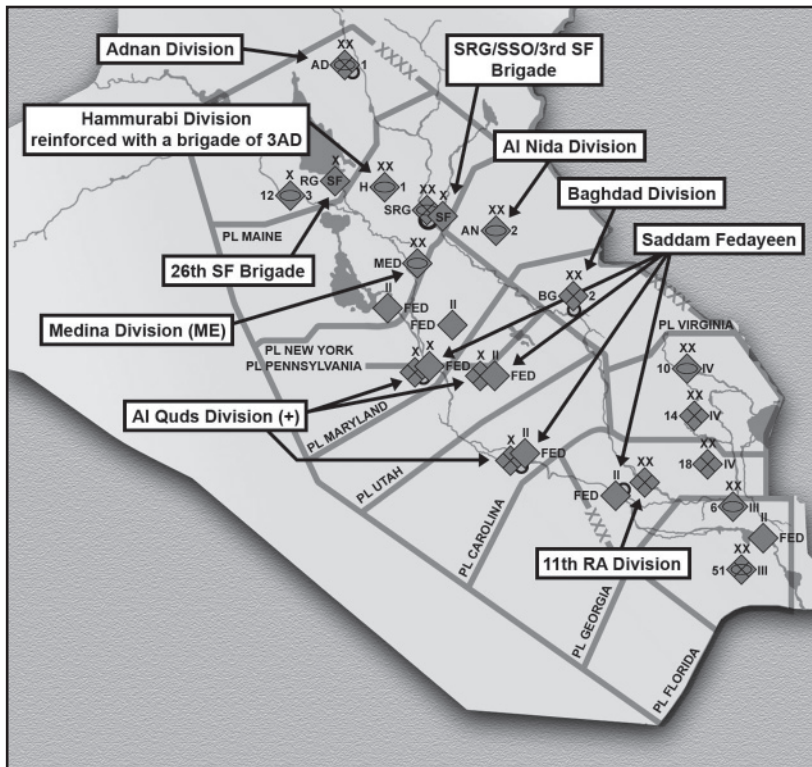 Adnan Division
SRG/SSO/3rd SF
Brigade
XX
AD 1
XXXX
Hammurabi Division
reinforced with a brigade of 3AD
Al Nida Division
X
RG SF
X
12 3
XX
H 1
XX
SRG
X
SF
XX
AN 2
Baghdad Division
PL MAINE
26th SF Brigade
XX
MED
Saddam Fedayeen
XX
BG 2
XXXX
Medina Division (ME)
II
FED
II
FED
PL VIRGINIA
PL NEW YORK
PL PENNSYLVANIA
X
X
FED
X
II
FED
XX
10 IV
Al Quds Division (+)
PL MARYLAND
XX
14 IV
PL UTAH
X
II
FED
XX
18 IV
PL CAROLINA
XXX
II
FED
XX
XX
6 III
II
FED
11th RA Division
XX
51 III
PL GEORGIA
PL FLORIDA